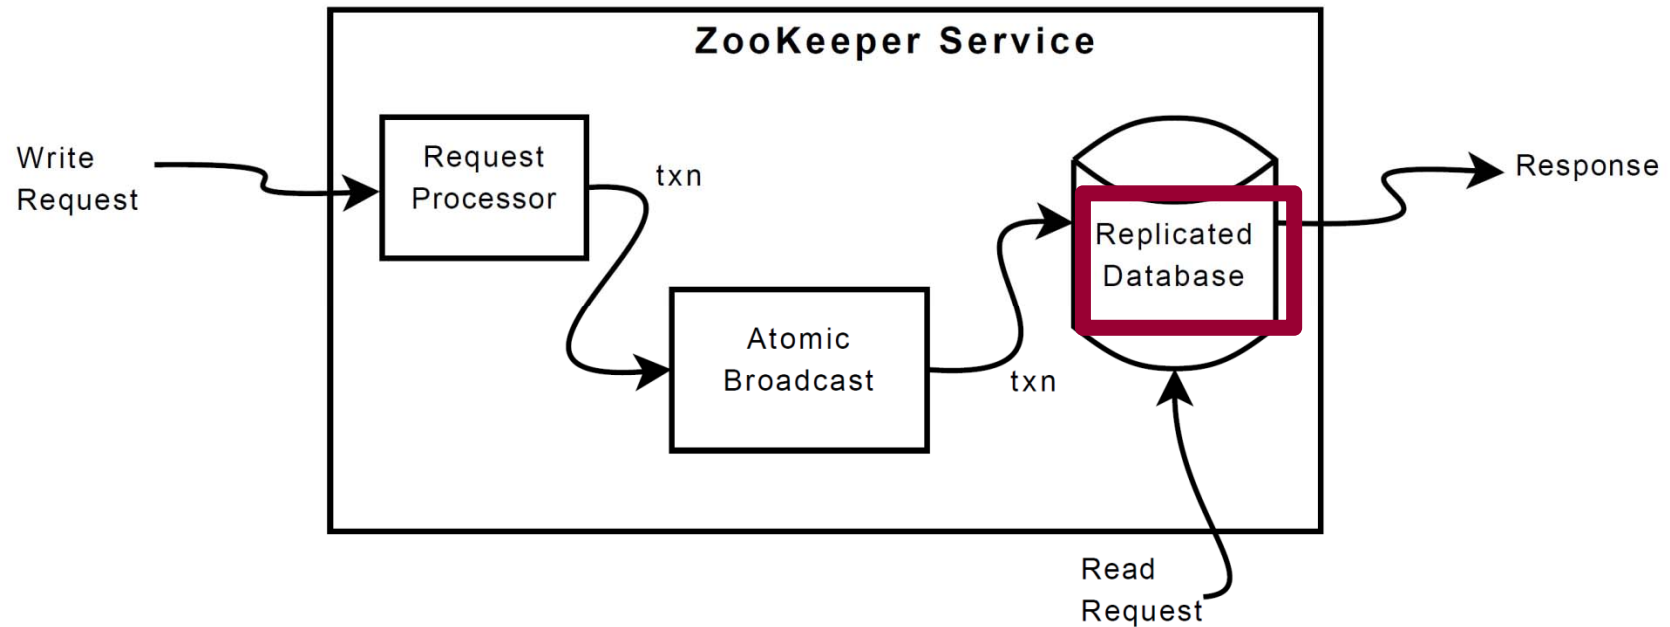 ZooKeeper Service
Write
Request
Request
Processor
txn
Atomic
Broadcast
txn
Replicated
Database
Response
Read
Request